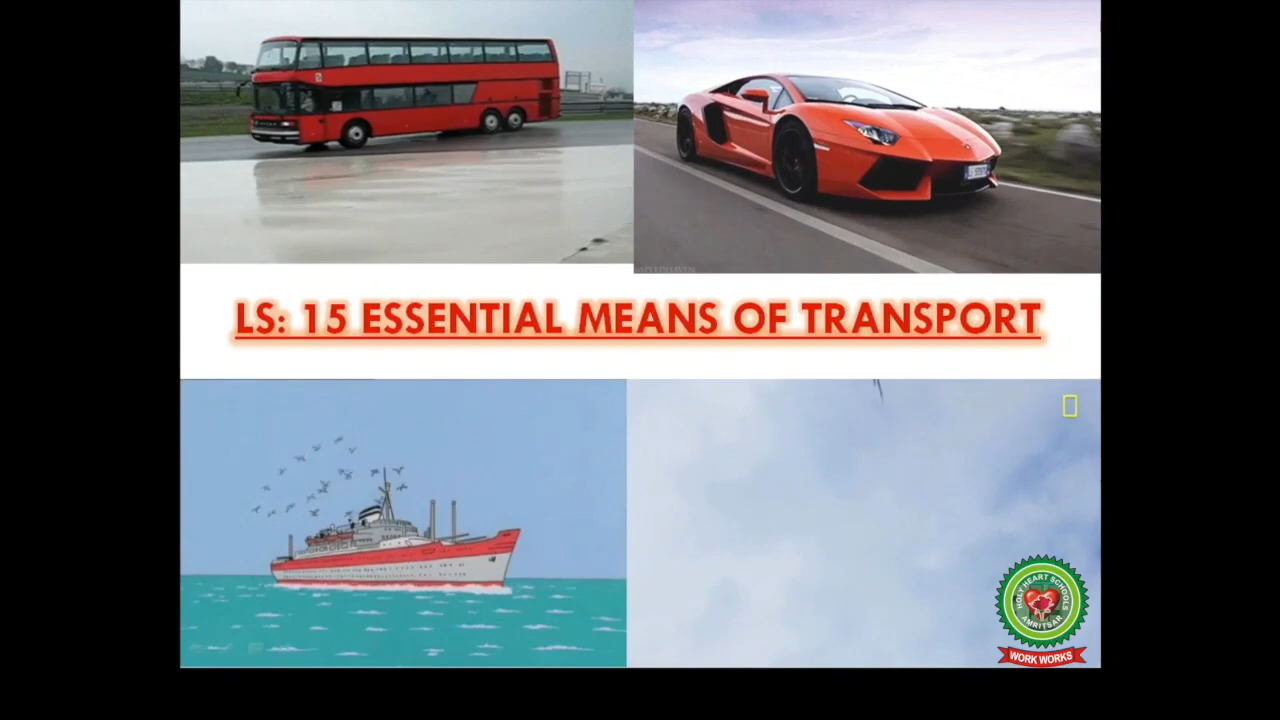 LS: 15 ESSENTIAL MEANS OF TRANSPORT
HOLY HEART SCHOOLS
AMRITSAR
WORK WORKS